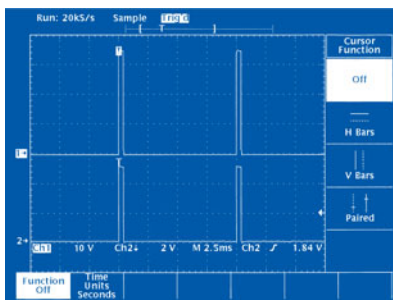 Run: 20kS/s Sample Trig'd
T
Cursor Function
Off
H Bars
V Bars
Paired
1
T
2
Ch1 10 V Ch2↓ 2 V M 2.5ms Ch2 ʃ 1.84 V
Function Off
Time Units Seconds